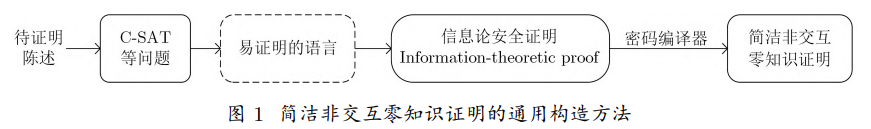 待证明
陈述
C-SAT
等问题
易证明的语言
信息论安全证明
Information-theoretic proof
密码编译器
简洁非交互
零知识证明
图 1 简洁非交互零知识证明的通用构造方法